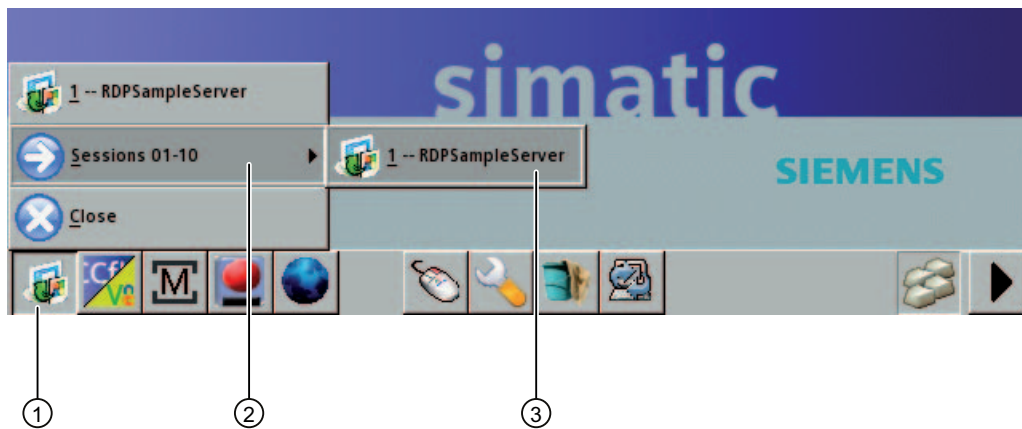 simatic
1 -- RDPSampleServer
Sessions 01-10
1 -- RDPSampleServer
SIEMENS
Close
M
1
2
3